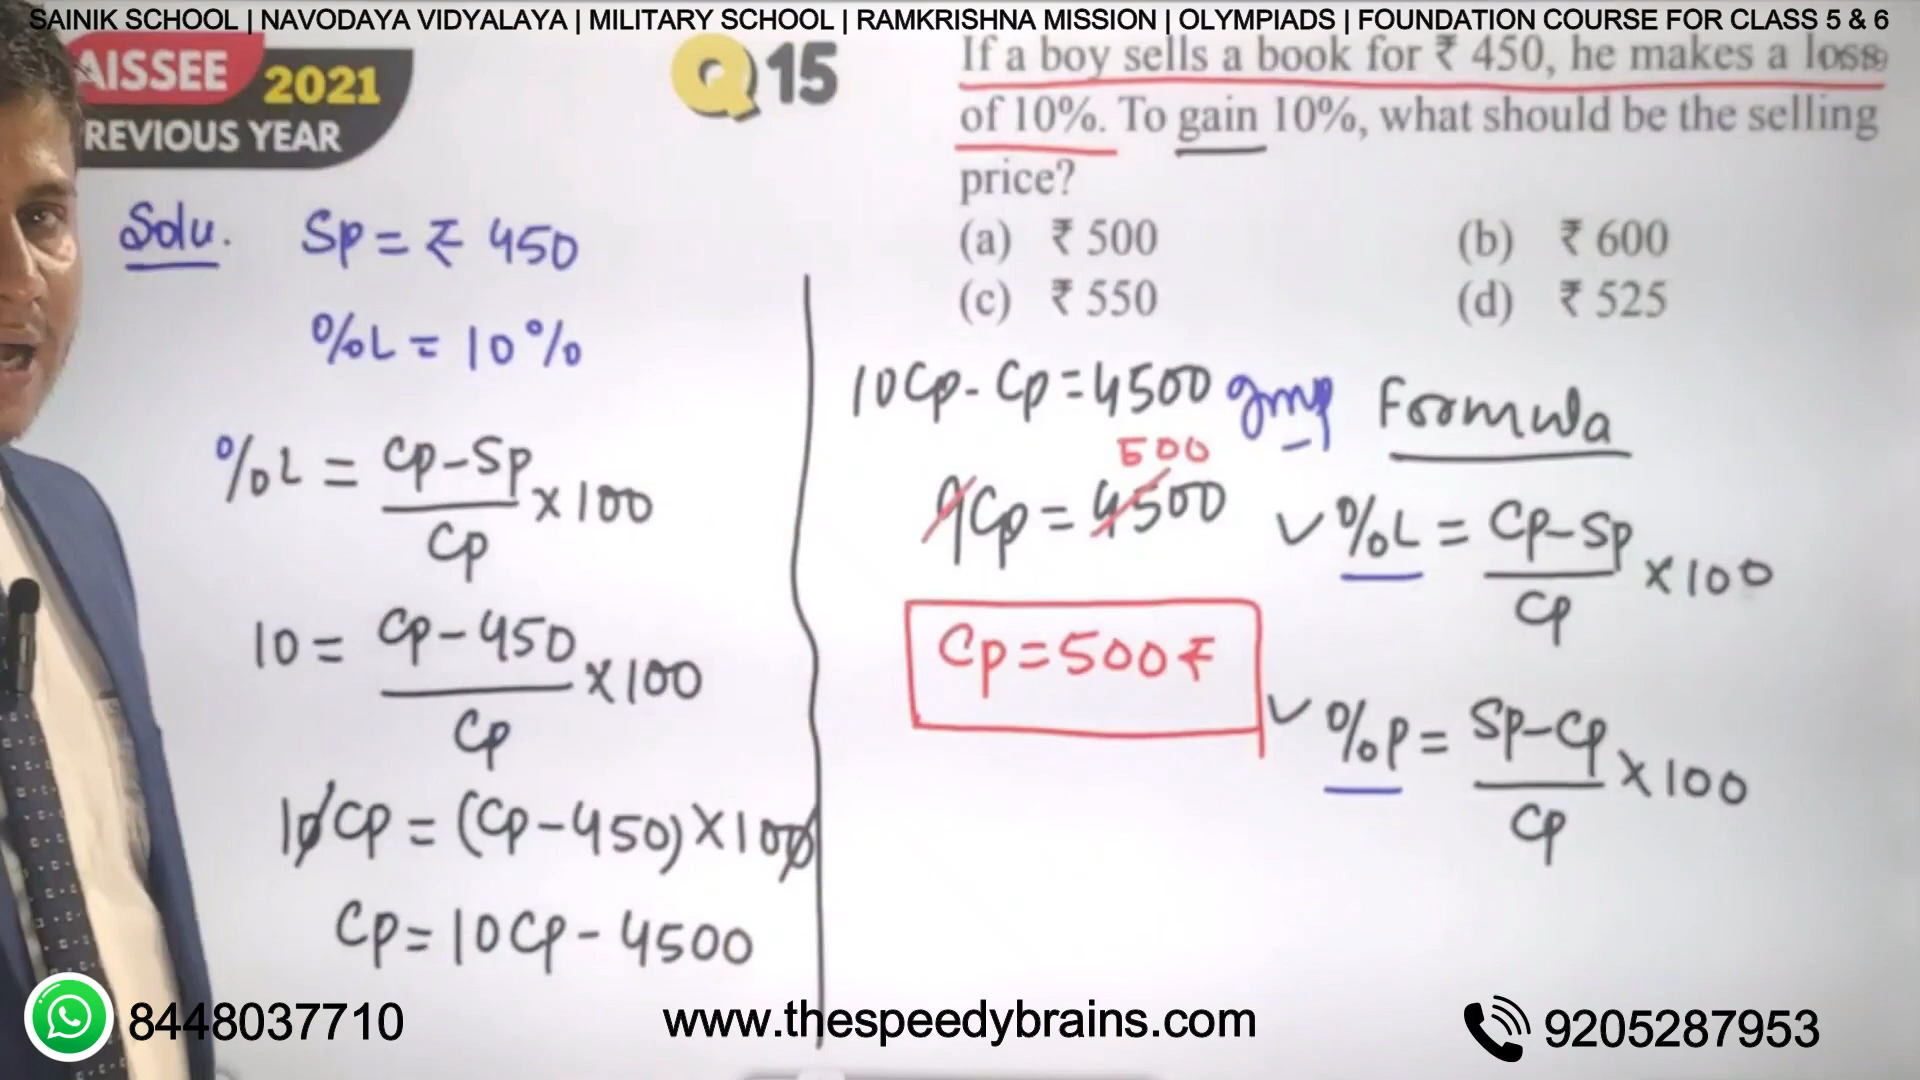 SAINIK SCHOOL | NAVODAYA VIDYALAYA | MILITARY SCHOOL | RAMKRISHNA MISSION | OLYMPIADS | FOUNDATION COURSE FOR CLASS 5 & 6
AISSEE 2021
REVIOUS YEAR
Q 15
If a boy sells a book for ₹ 450, he makes a loss
of 10%. To gain 10%, what should be the selling
price?
(a) ₹ 500 (b) ₹ 600
(c) ₹ 550 (d) ₹ 525
Solu. Sp = ₹ 450
%L = 10%
%L = Cp-Sp/Cp × 100
10 = Cp - 450/Cp × 100
10Cp = (Cp - 450) × 100
Cp = 10Cp - 4500
10Cp - Cp = 4500
500
9Cp = 4500
Cp = 500 ₹
Formula
✓ %L = Cp-Sp/Cp × 100
✓ %P = Sp-Cp/Cp × 100
8448037710
www.thespeedybrains.com
9205287953